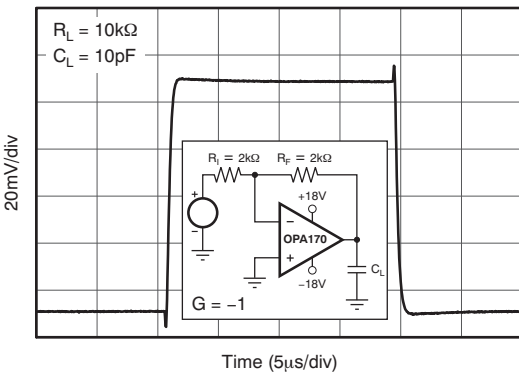 R_L = 10kΩ
C_L = 10pF
20mV/div
R_I = 2kΩ
R_F = 2kΩ
+18V
+
−
−
OPA170
+
−18V
C_L
G = −1
Time (5μs/div)